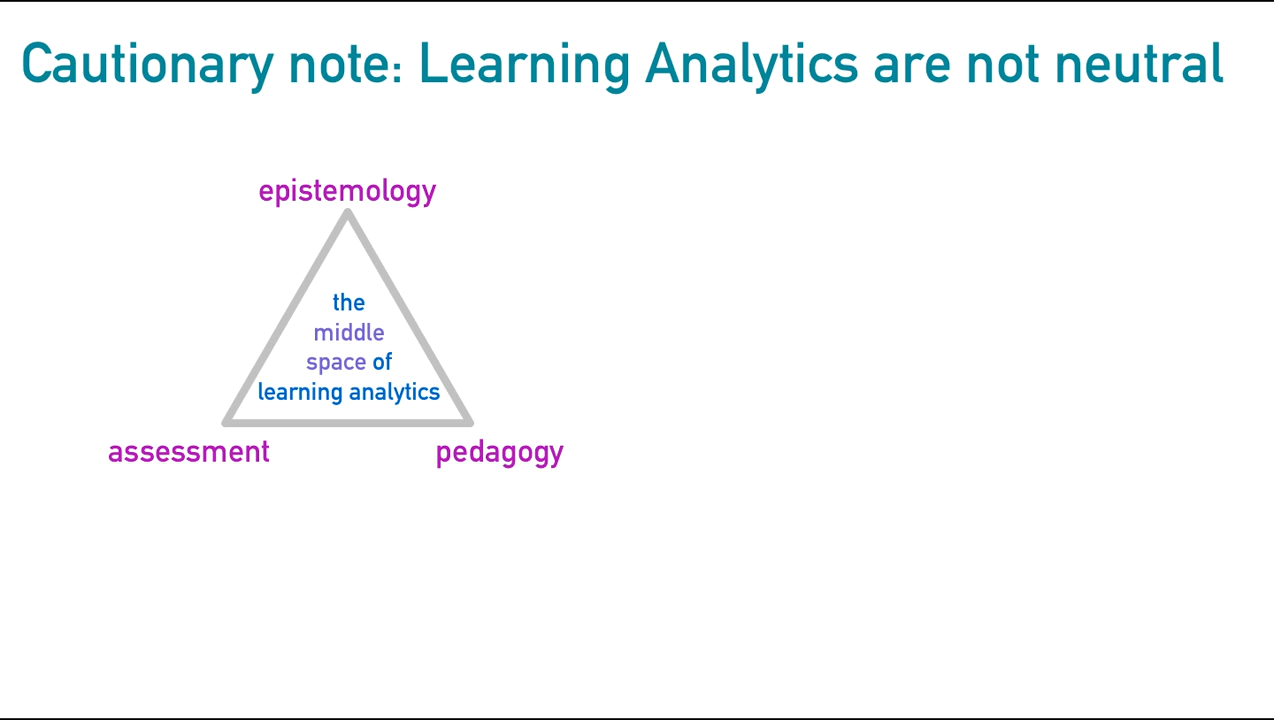 Cautionary note: Learning Analytics are not neutral
epistemology
the
middle
space of
learning analytics
assessment
pedagogy